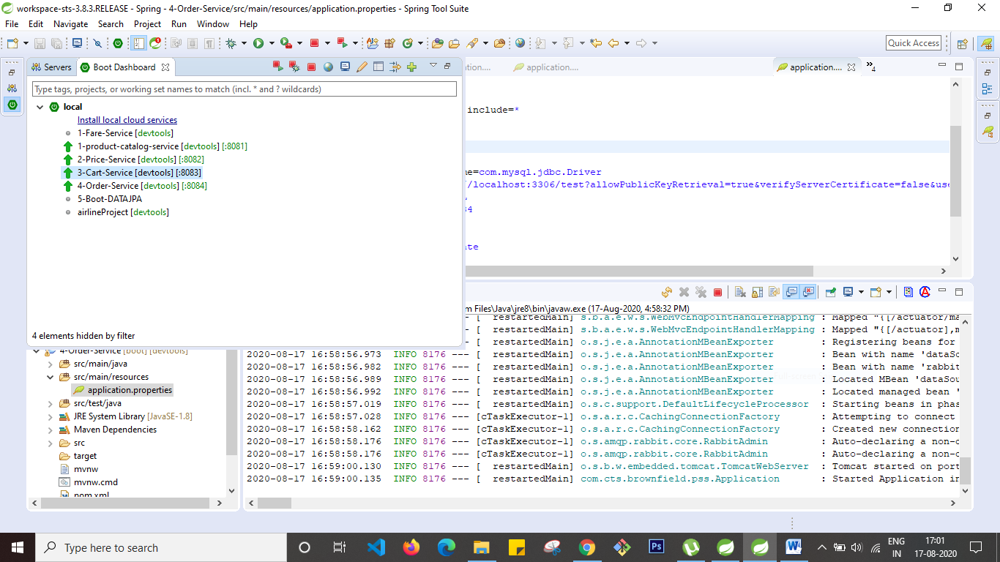 workspace-sts-3.8.3.RELEASE - Spring - 4-Order-Service/src/main/resources/application.properties - Spring Tool Suite
File Edit Navigate Search Project Run Window Help
Quick Access
Servers Boot Dashboard
application....
application....
4
Type tags, projects, or working set names to match (incl. * and ? wildcards)
local
Install local cloud services
1-Fare-Service [devtools]
1-product-catalog-service [devtools] [:8081]
2-Price-Service [devtools] [:8082]
3-Cart-Service [devtools] [:8083]
4-Order-Service [devtools] [:8084]
5-Boot-DATAJPA
airlineProject [devtools]
4 elements hidden by filter
include=*
=com.mysql.jdbc.Driver
/localhost:3306/test?allowPublicKeyRetrieval=true&verifyServerCertificate=false&use
Files\Java\jre8\bin\javaw.exe (17-Aug-2020, 4:58:32 PM)
--- [ restartedMain] s.b.a.e.w.s.WebMvcEndpointHandlerMapping : Mapped "{[/actuator/ma
--- [ restartedMain] s.b.a.e.w.s.WebMvcEndpointHandlerMapping : Mapped "{[/actuator],m
--- [ restartedMain] o.s.j.e.a.AnnotationMBeanExporter : Registering beans for
2020-08-17 16:58:56.973 INFO 8176 --- [ restartedMain] o.s.j.e.a.AnnotationMBeanExporter : Bean with name 'dataSo
2020-08-17 16:58:56.982 INFO 8176 --- [ restartedMain] o.s.j.e.a.AnnotationMBeanExporter : Bean with name 'rabbit
2020-08-17 16:58:56.989 INFO 8176 --- [ restartedMain] o.s.j.e.a.AnnotationMBeanExporter : Located MBean 'dataSou
2020-08-17 16:58:56.992 INFO 8176 --- [ restartedMain] o.s.j.e.a.AnnotationMBeanExporter : Located managed bean '
2020-08-17 16:58:57.019 INFO 8176 --- [ restartedMain] o.s.c.support.DefaultLifecycleProcessor : Starting beans in phas
2020-08-17 16:58:57.028 INFO 8176 --- [cTaskExecutor-1] o.s.a.r.c.CachingConnectionFactory : Attempting to connect
2020-08-17 16:58:58.162 INFO 8176 --- [cTaskExecutor-1] o.s.a.r.c.CachingConnectionFactory : Created new connection
2020-08-17 16:58:58.176 INFO 8176 --- [cTaskExecutor-1] o.s.amqp.rabbit.core.RabbitAdmin : Auto-declaring a non-d
2020-08-17 16:58:58.176 INFO 8176 --- [cTaskExecutor-1] o.s.amqp.rabbit.core.RabbitAdmin : Auto-declaring a non-d
2020-08-17 16:59:00.130 INFO 8176 --- [ restartedMain] o.s.b.w.embedded.tomcat.TomcatWebServer : Tomcat started on port
2020-08-17 16:59:00.135 INFO 8176 --- [ restartedMain] com.cts.brownfield.pss.Application : Started Application in
4-Order-Service [boot] [devtools]
src/main/java
src/main/resources
application.properties
src/test/java
JRE System Library [JavaSE-1.8]
Maven Dependencies
src
target
mvnw
mvnw.cmd
pom.xml
Type here to search
ENG
IN
17:01
17-08-2020